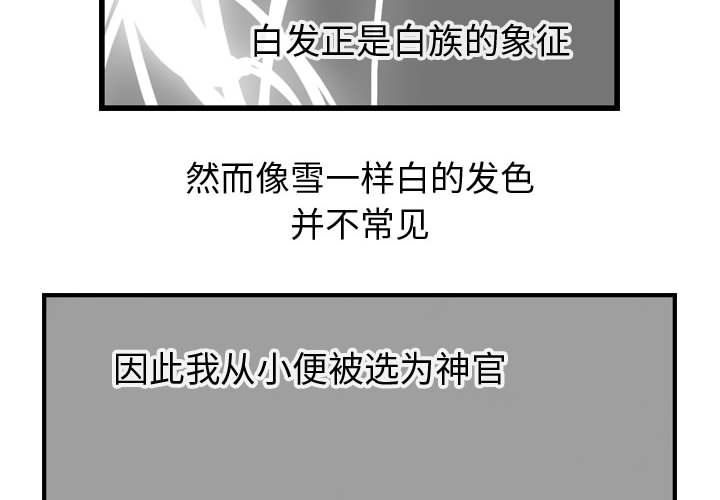 白发正是白族的象征
然而像雪一样白的发色
并不常见
因此我从小便被选为神官